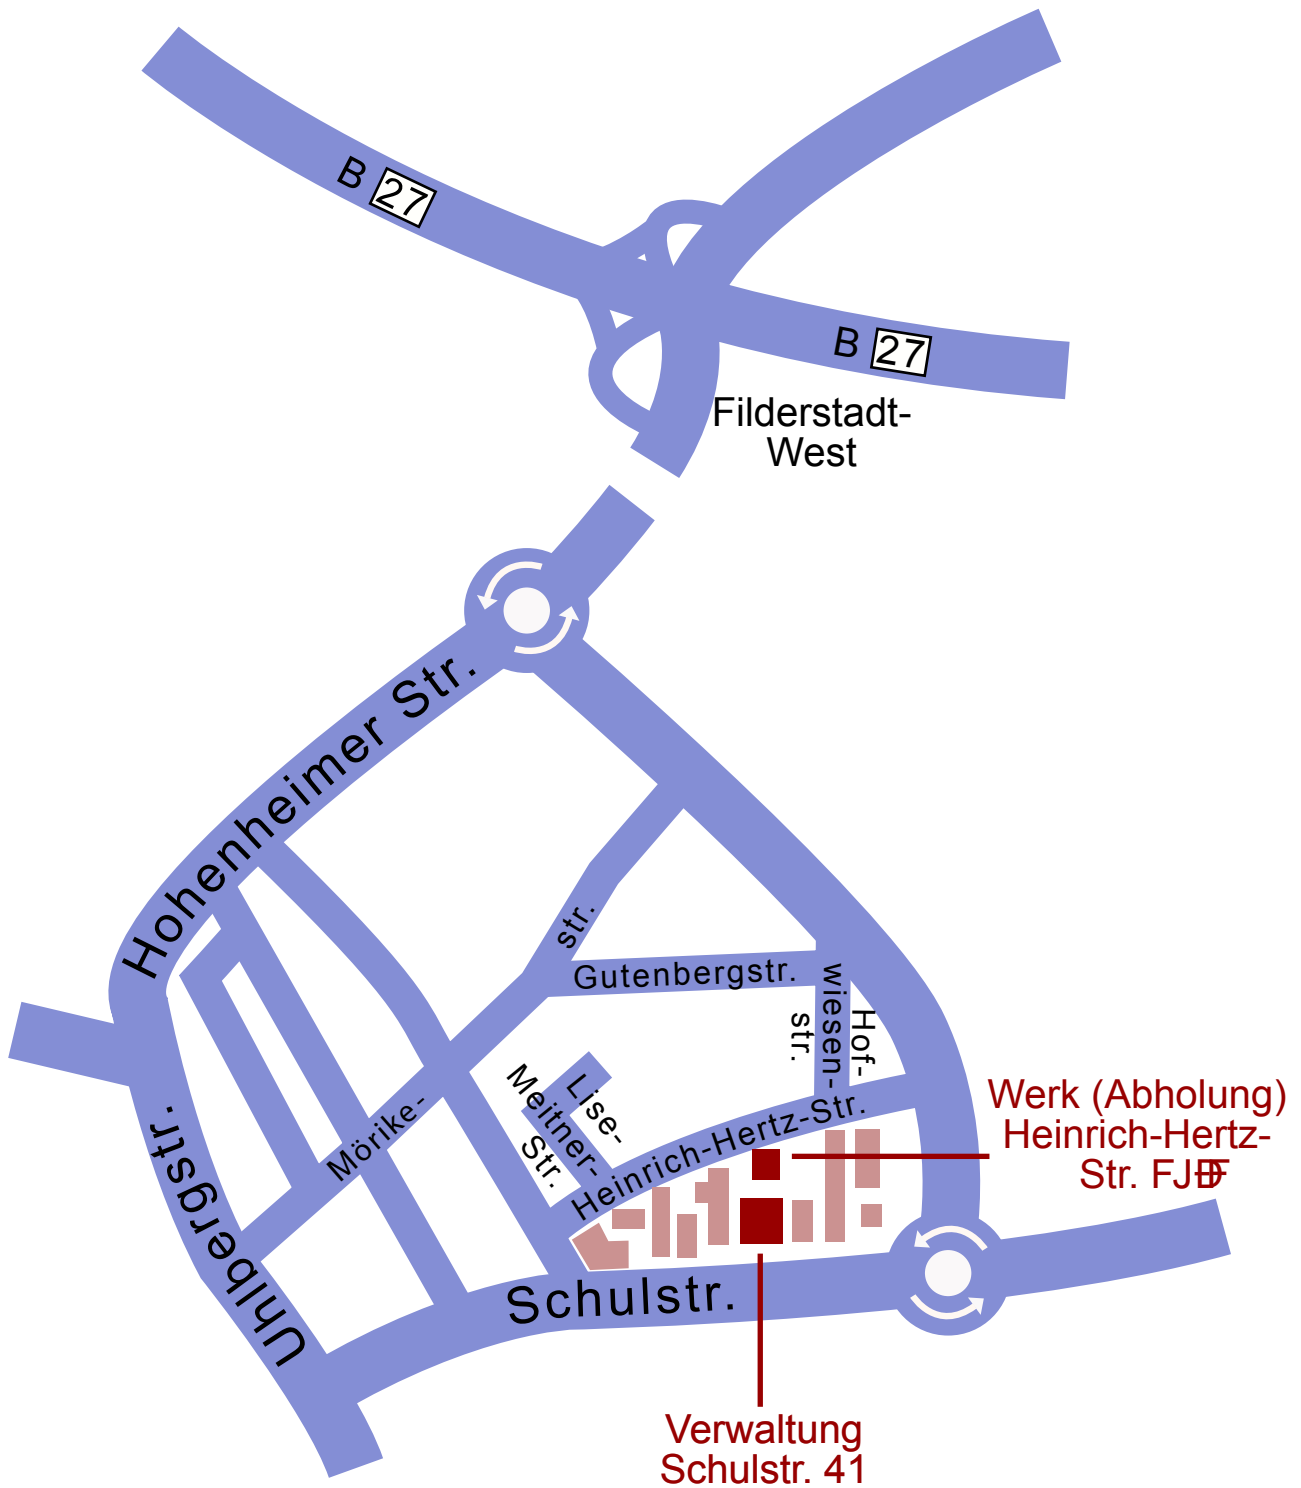 B 27
B 27
Filderstadt-
West
Hohenheimer Str.
str.
Gutenbergstr.
Hof-
wiesen-
str.
Lise-
Meitner-
Str.
Mörike-
Heinrich-Hertz-Str.
Werk (Abholung)
Heinrich-Hertz-
Str.
Uhlbergstr.
Schulstr.
Verwaltung
Schulstr. 41